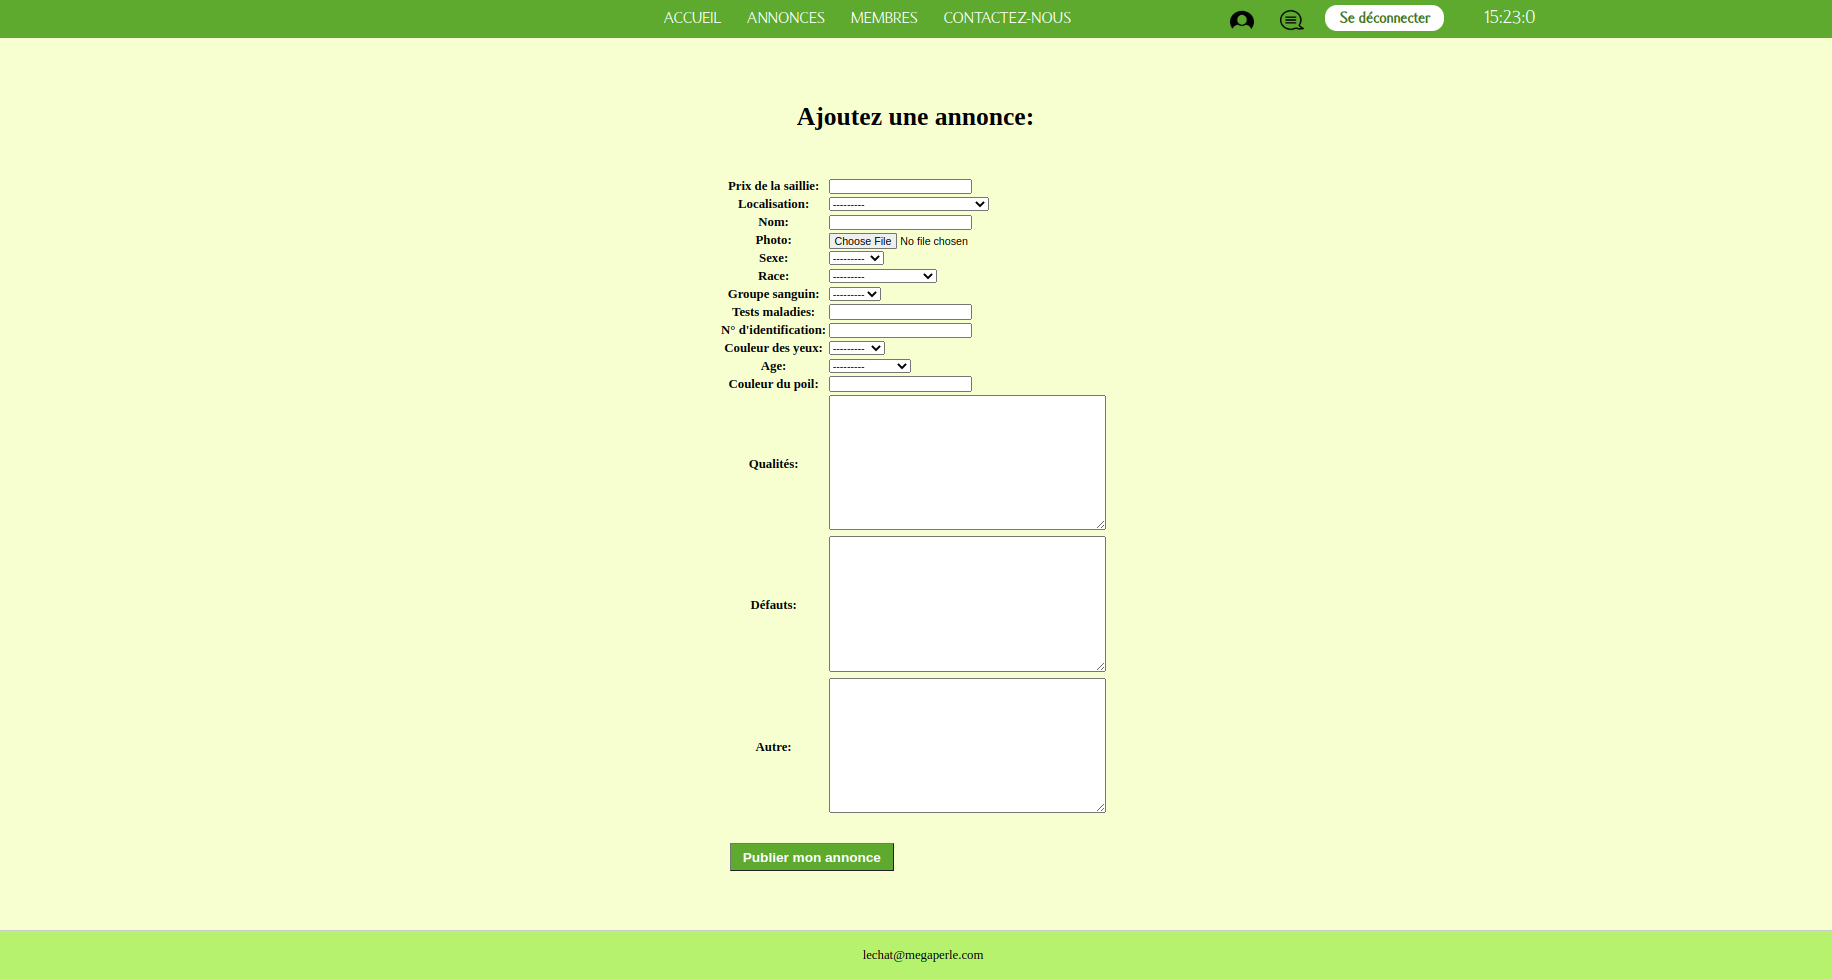 ACCUEIL ANNONCES MEMBRES CONTACTEZ-NOUS Se déconnecter 15:23:0
Ajoutez une annonce:
Prix de la saillie:
Localisation: ---------
Nom:
Photo: Choose File No file chosen
Sexe: ---------
Race: ---------
Groupe sanguin: ---------
Tests maladies:
N° d'identification:
Couleur des yeux: ---------
Age: ---------
Couleur du poil:
Qualités:
Défauts:
Autre:
Publier mon annonce
lechat@megaperle.com